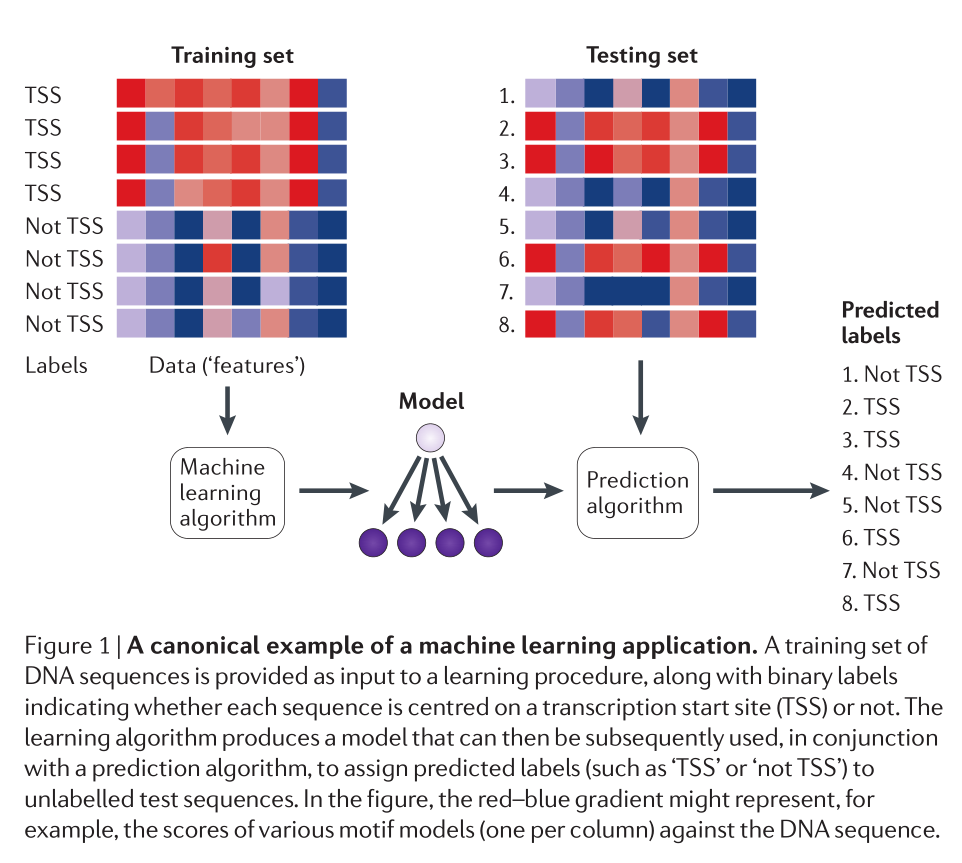 Training set
TSS
TSS
TSS
TSS
Not TSS
Not TSS
Not TSS
Not TSS
Labels
Data (‘features’)
Testing set
1.
2.
3.
4.
5.
6.
7.
8.
Machine
learning
algorithm
Model
Prediction
algorithm
Predicted
labels
1. Not TSS
2. TSS
3. TSS
4. Not TSS
5. Not TSS
6. TSS
7. Not TSS
8. TSS
Figure 1 | A canonical example of a machine learning application. A training set of
DNA sequences is provided as input to a learning procedure, along with binary labels
indicating whether each sequence is centred on a transcription start site (TSS) or not. The
learning algorithm produces a model that can then be subsequently used, in conjunction
with a prediction algorithm, to assign predicted labels (such as ‘TSS’ or ‘not TSS’) to
unlabelled test sequences. In the figure, the red–blue gradient might represent, for
example, the scores of various motif models (one per column) against the DNA sequence.